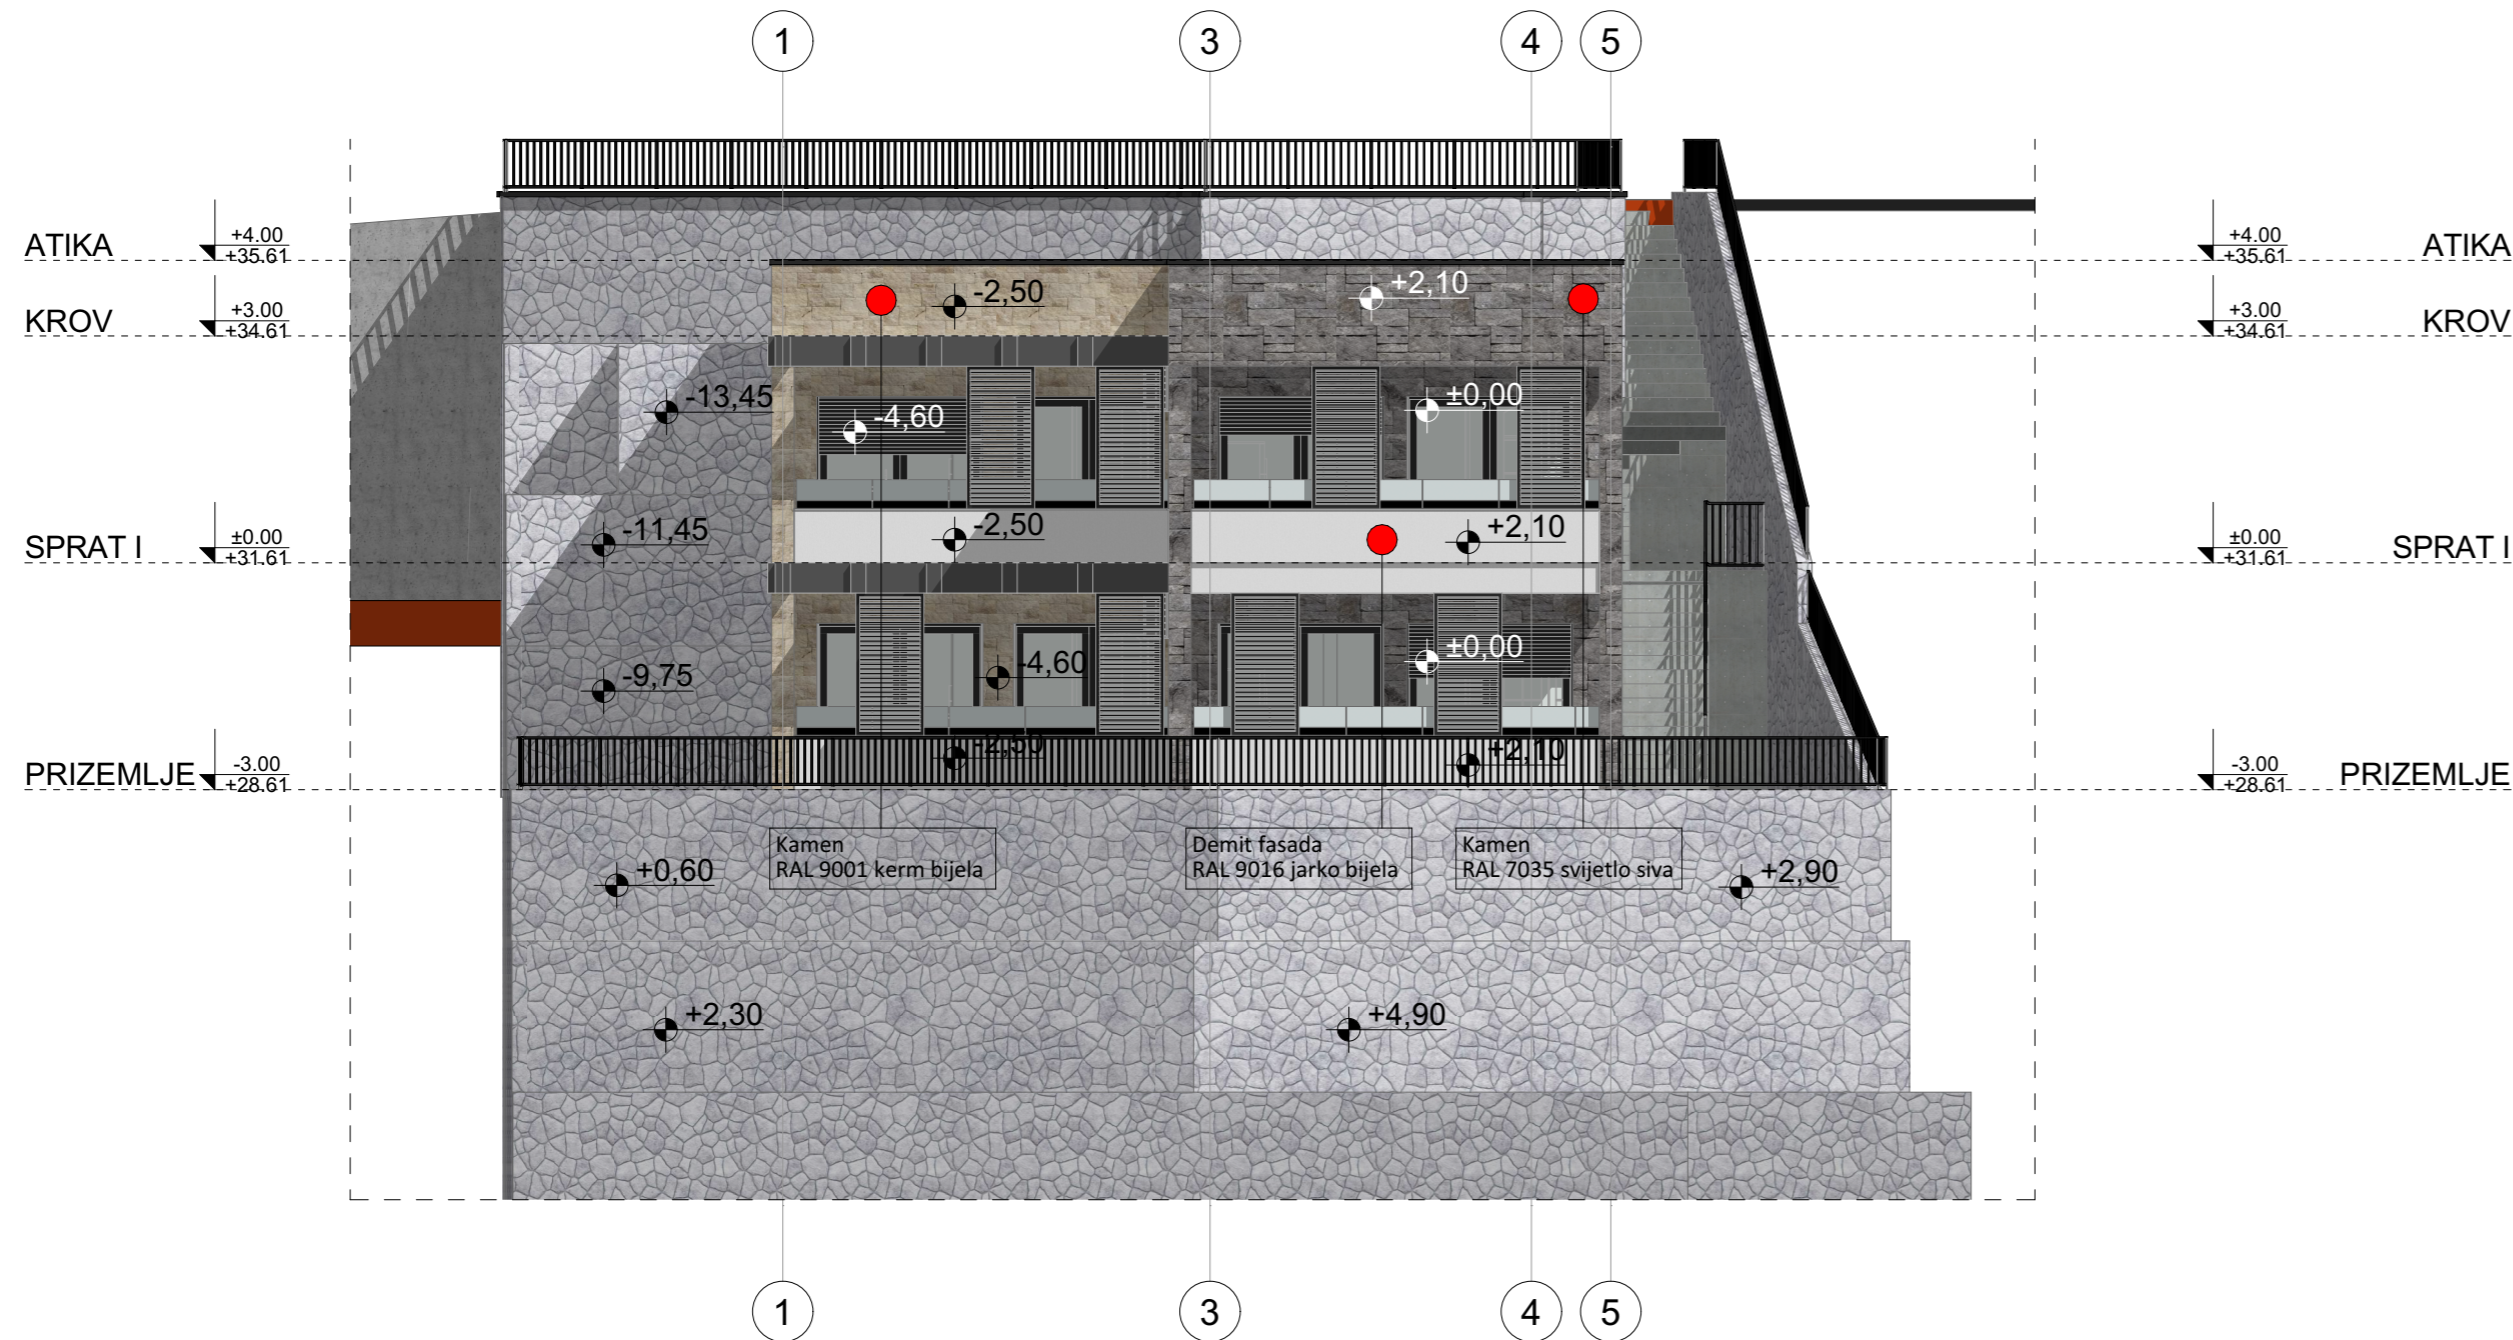 1 3 4 5
+4.00 +4.00
ATIKA +35.61 +35.61 ATIKA
-2,50 +2,10
+3.00 +3.00
KROV +34.61 +34.61 KROV
-13,45 -4,60 ±0,00
-11,45 -2,50 +2,10
±0.00 ±0.00
SPRAT I +31.61 +31.61 SPRAT I
-9,75 -4,60 ±0,00
-2,50 +2,10
-3.00 -3.00
PRIZEMLJE +28.61 +28.61 PRIZEMLJE
Kamen
RAL 9001 kerm bijela
Demit fasada
RAL 9016 jarko bijela
Kamen
RAL 7035 svijetlo siva
+0,60 +2,90
+2,30 +4,90
1 3 4 5